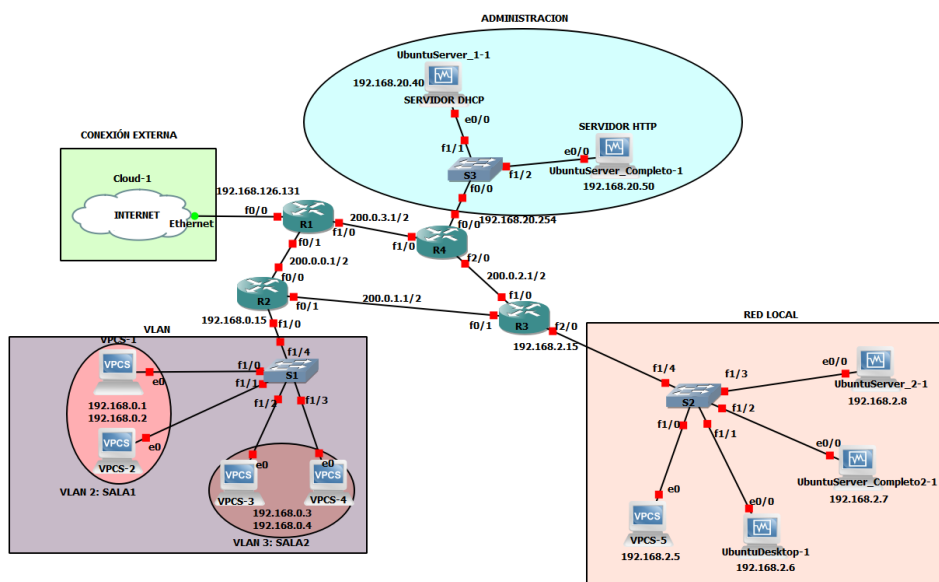 ADMINISTRACION
UbuntuServer_1-1
192.168.20.40
SERVIDOR DHCP
e0/0
f1/1
SERVIDOR HTTP
e0/0
S3
f1/2
UbuntuServer_Completo-1
192.168.20.50
f0/0
192.168.20.254
CONEXIÓN EXTERNA
Cloud-1
INTERNET
Ethernet
192.168.126.131
f0/0
R1
200.0.3.1/2
f1/0
f0/1
f0/0
f1/0
R4
f2/0
200.0.0.1/2
f0/0
R2
f0/1
200.0.1.1/2
200.0.2.1/2
f1/0
f0/1
R3
f2/0
192.168.2.15
192.168.0.15
f1/0
VLAN
VPCS-1
VPCS
e0
192.168.0.1
192.168.0.2
VPCS
e0
VPCS-2
VLAN 2: SALA1
f1/4
f1/0
S1
f1/1
f1/2
f1/3
e0
e0
VPCS
VPCS
VPCS-3
VPCS-4
192.168.0.3
192.168.0.4
VLAN 3: SALA2
RED LOCAL
f1/4
f1/3
e0/0
UbuntuServer_2-1
192.168.2.8
S2
f1/2
f1/0
f1/1
e0/0
UbuntuServer_Completo2-1
192.168.2.7
e0
e0/0
VPCS
VPCS-5
192.168.2.5
UbuntuDesktop-1
192.168.2.6